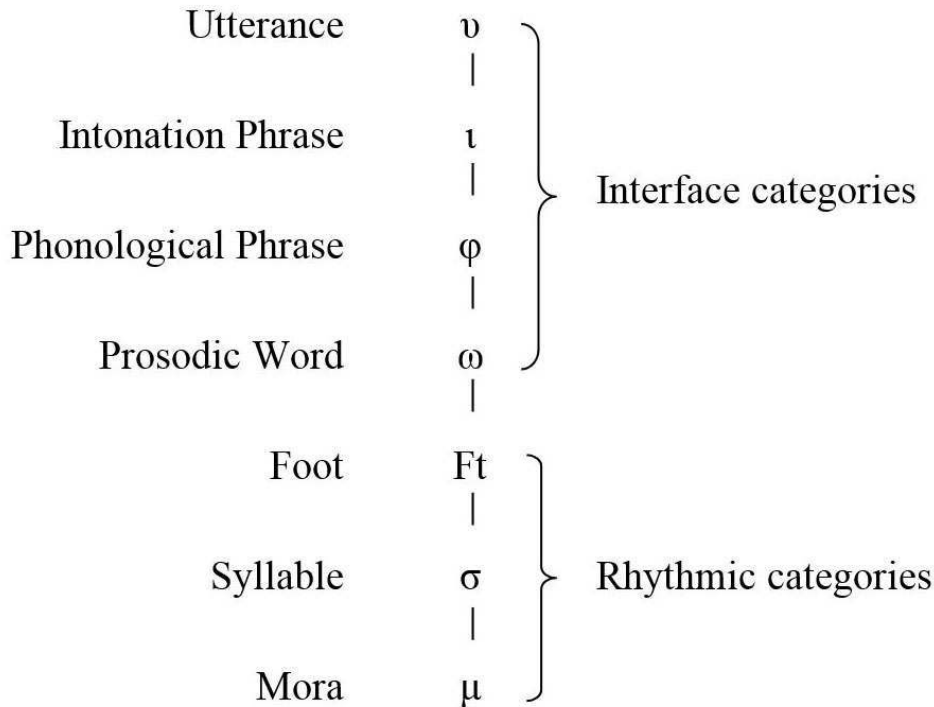 Utterance υ
Intonation Phrase ι
Interface categories
Phonological Phrase φ
Prosodic Word ω
Foot Ft
Syllable σ Rhythmic categories
Mora μ